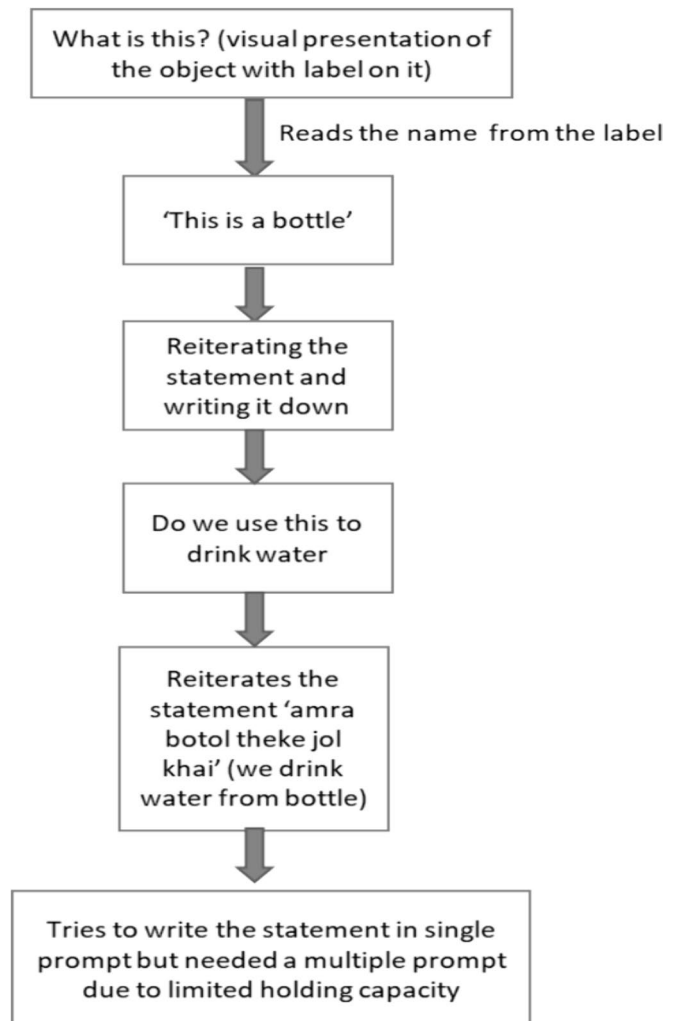 What is this? (visual presentation of
the object with label on it)
Reads the name from the label
‘This is a bottle’
Reiterating the
statement and
writing it down
Do we use this to
drink water
Reiterates the
statement ‘amra
botol theke jol
khai’ (we drink
water from bottle)
Tries to write the statement in single
prompt but needed a multiple prompt
due to limited holding capacity